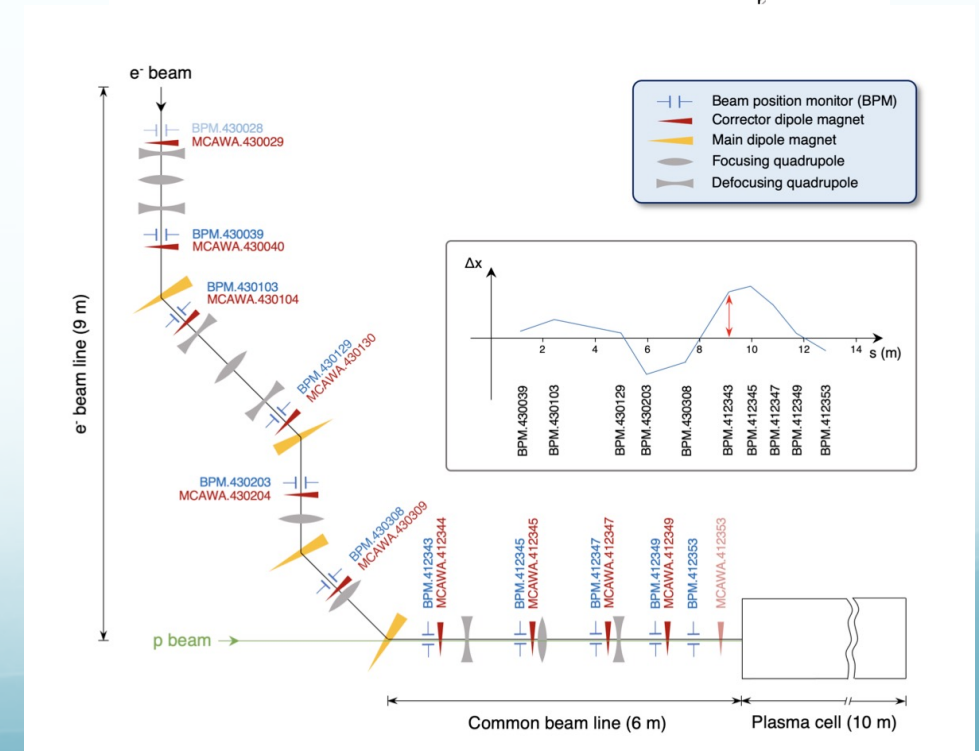 e⁻ beam
BPM.430028
MCAWA.430029
BPM.430039
MCAWA.430040
BPM.430103
MCAWA.430104
BPM.430129
MCAWA.430130
BPM.430203
MCAWA.430204
BPM.430308
MCAWA.430309
e⁻ beam line (9 m)
p beam
BPM.412343
MCAWA.412344
BPM.412345
MCAWA.412345
BPM.412347
MCAWA.412347
BPM.412349
MCAWA.412349
BPM.412353
MCAWA.412353
Common beam line (6 m)
Plasma cell (10 m)
Beam position monitor (BPM)
Corrector dipole magnet
Main dipole magnet
Focusing quadrupole
Defocusing quadrupole
Δx
2 4 6 8 10 12 14
s (m)
BPM.430039
BPM.430103
BPM.430129
BPM.430203
BPM.430308
BPM.412343
BPM.412345
BPM.412347
BPM.412349
BPM.412353